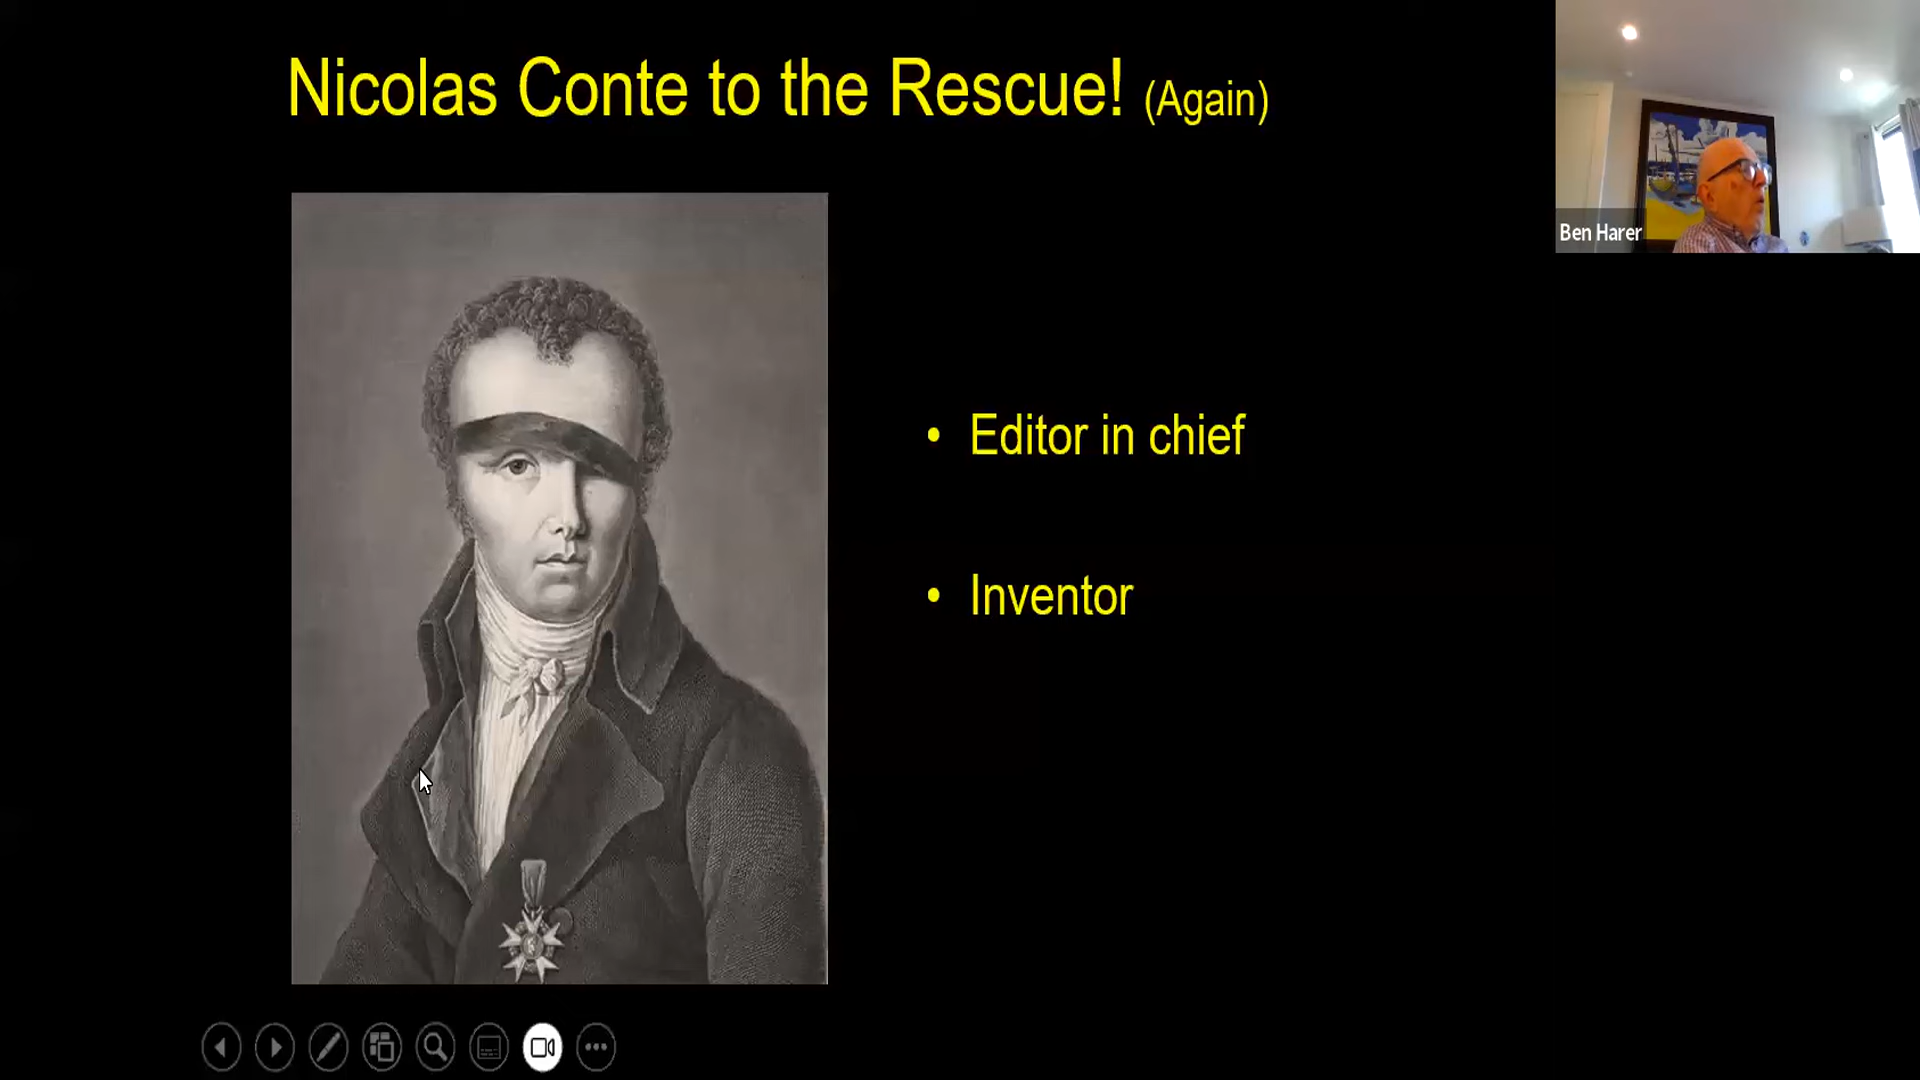 Nicolas Conte to the Rescue! (Again)
Ben Harer
• Editor in chief
• Inventor